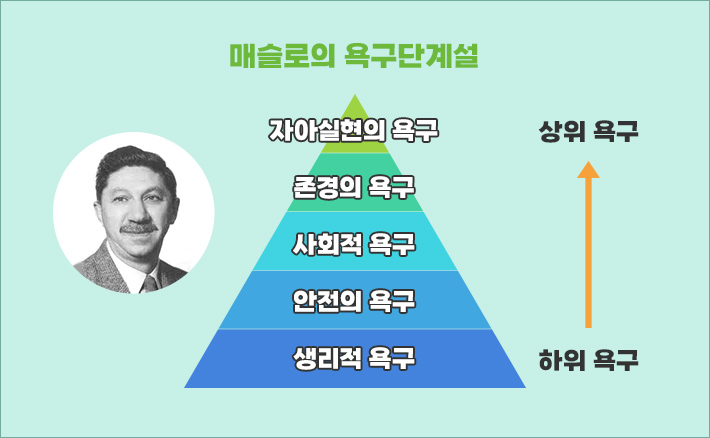 매슬로의 욕구단계설
자아실현의 욕구
상위 욕구
존경의 욕구
사회적 욕구
안전의 욕구
생리적 욕구
하위 욕구